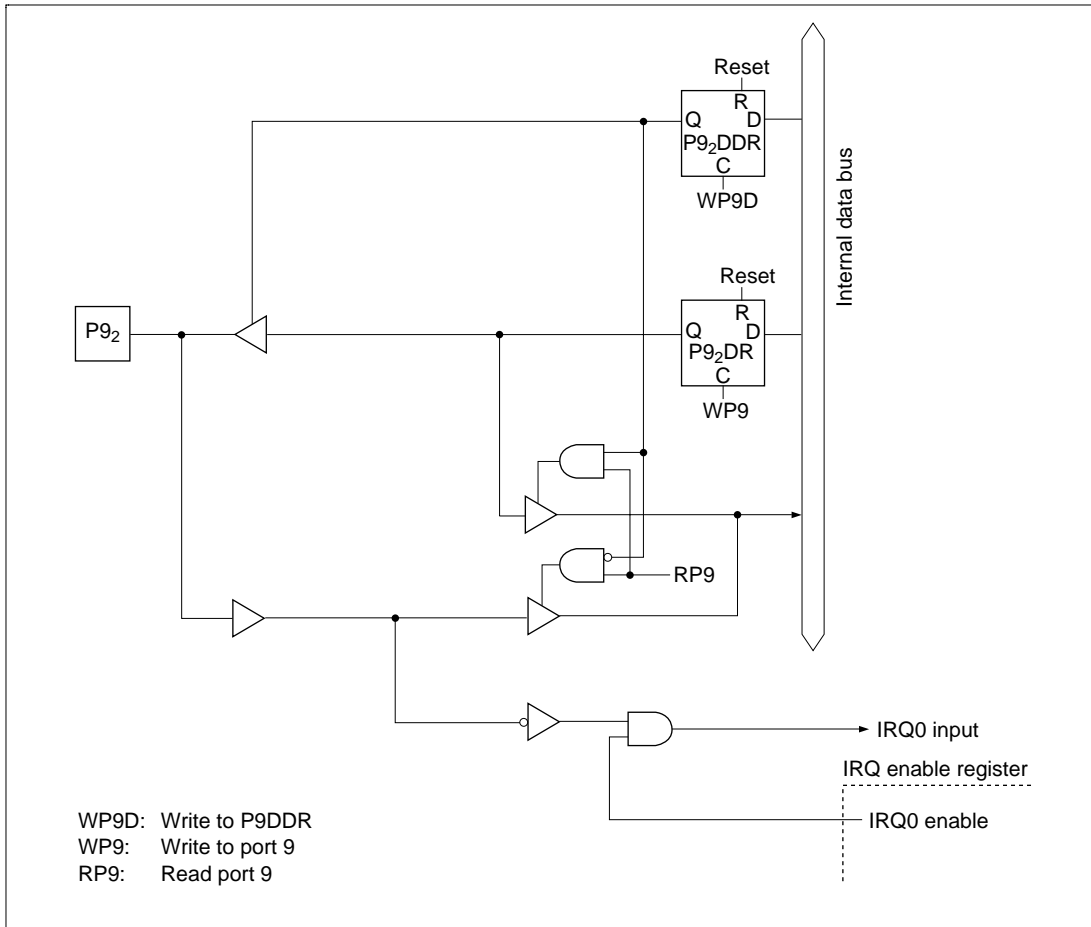 Reset
R
Q D
P9₂DDR
C
WP9D
Internal data bus
Reset
R
P9₂
Q D
P9₂DR
C
WP9
RP9
IRQ0 input
IRQ enable register
IRQ0 enable
WP9D: Write to P9DDR
WP9: Write to port 9
RP9: Read port 9